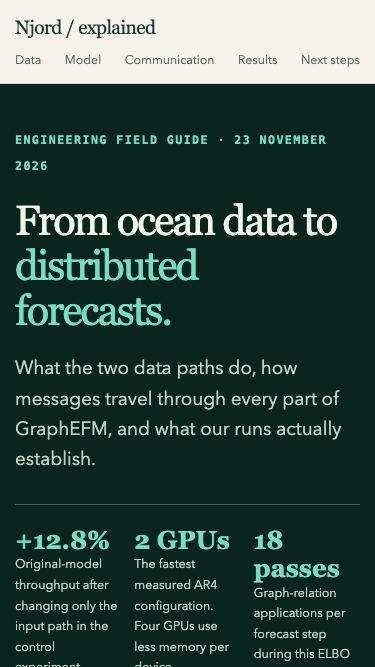 Njord / explained
Data Model Communication Results Next steps
ENGINEERING FIELD GUIDE · 23 NOVEMBER
2026
From ocean data to
distributed
forecasts.
What the two data paths do, how
messages travel through every part of
GraphEFM, and what our runs actually
establish.
+12.8%
Original-model
throughput after
changing only the
input path in the
control
experiment
2 GPUs
The fastest
measured AR4
configuration.
Four GPUs use
less memory per
device
18
passes
Graph-relation
applications per
forecast step
during this ELBO